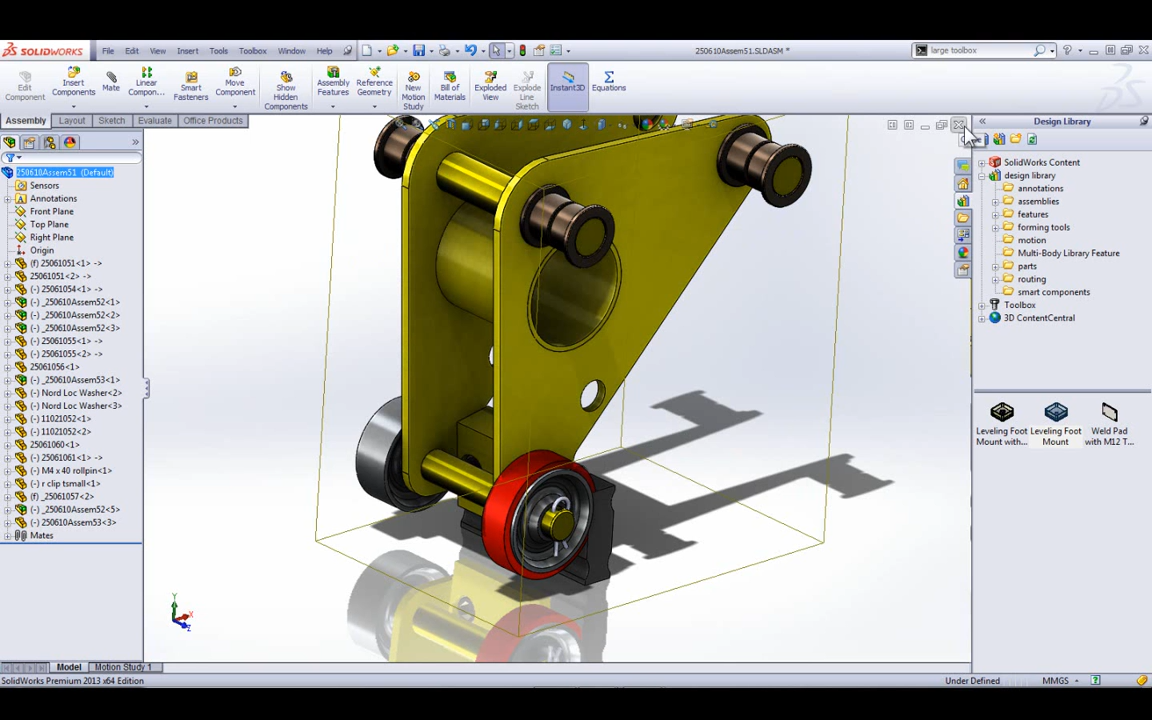 SOLIDWORKS File Edit View Insert Tools Toolbox Window Help 250610Assem51.SLDASM * large toolbox
Edit Component
Insert Components
Mate
Linear Compon...
Smart Fasteners
Move Component
Show Hidden Components
Assembly Features
Reference Geometry
New Motion Study
Bill of Materials
Exploded View
Explode Line Sketch
Instant3D
Equations
Assembly Layout Sketch Evaluate Office Products
250610Assem51 (Default)
Sensors
Annotations
Front Plane
Top Plane
Right Plane
Origin
(f) 25061051<1> ->
25061051<2> ->
(-) 25061054<1> ->
(-) _250610Assem52<1>
(-) _250610Assem52<2>
(-) _250610Assem52<3>
(-) 25061055<1> ->
(-) 25061055<2> ->
25061056<1>
(-) _250610Assem53<1>
(-) Nord Loc Washer<2>
(-) Nord Loc Washer<3>
(-) 11021052<1>
(-) 11021052<2>
25061060<1>
(-) 25061061<1> ->
(-) M4 x 40 rollpin<1>
(-) r clip tsmall<1>
(f) _25061057<2>
(-) _250610Assem52<5>
(-) 250610Assem53<3>
Mates
Design Library
SolidWorks Content
design library
annotations
assemblies
features
forming tools
motion
Multi-Body Library Feature
parts
routing
smart components
Toolbox
3D ContentCentral
Leveling Foot Mount with...
Leveling Foot Mount
Weld Pad with M12 T...
Y
X
Z
Model Motion Study 1
SolidWorks Premium 2013 x64 Edition Under Defined MMGS